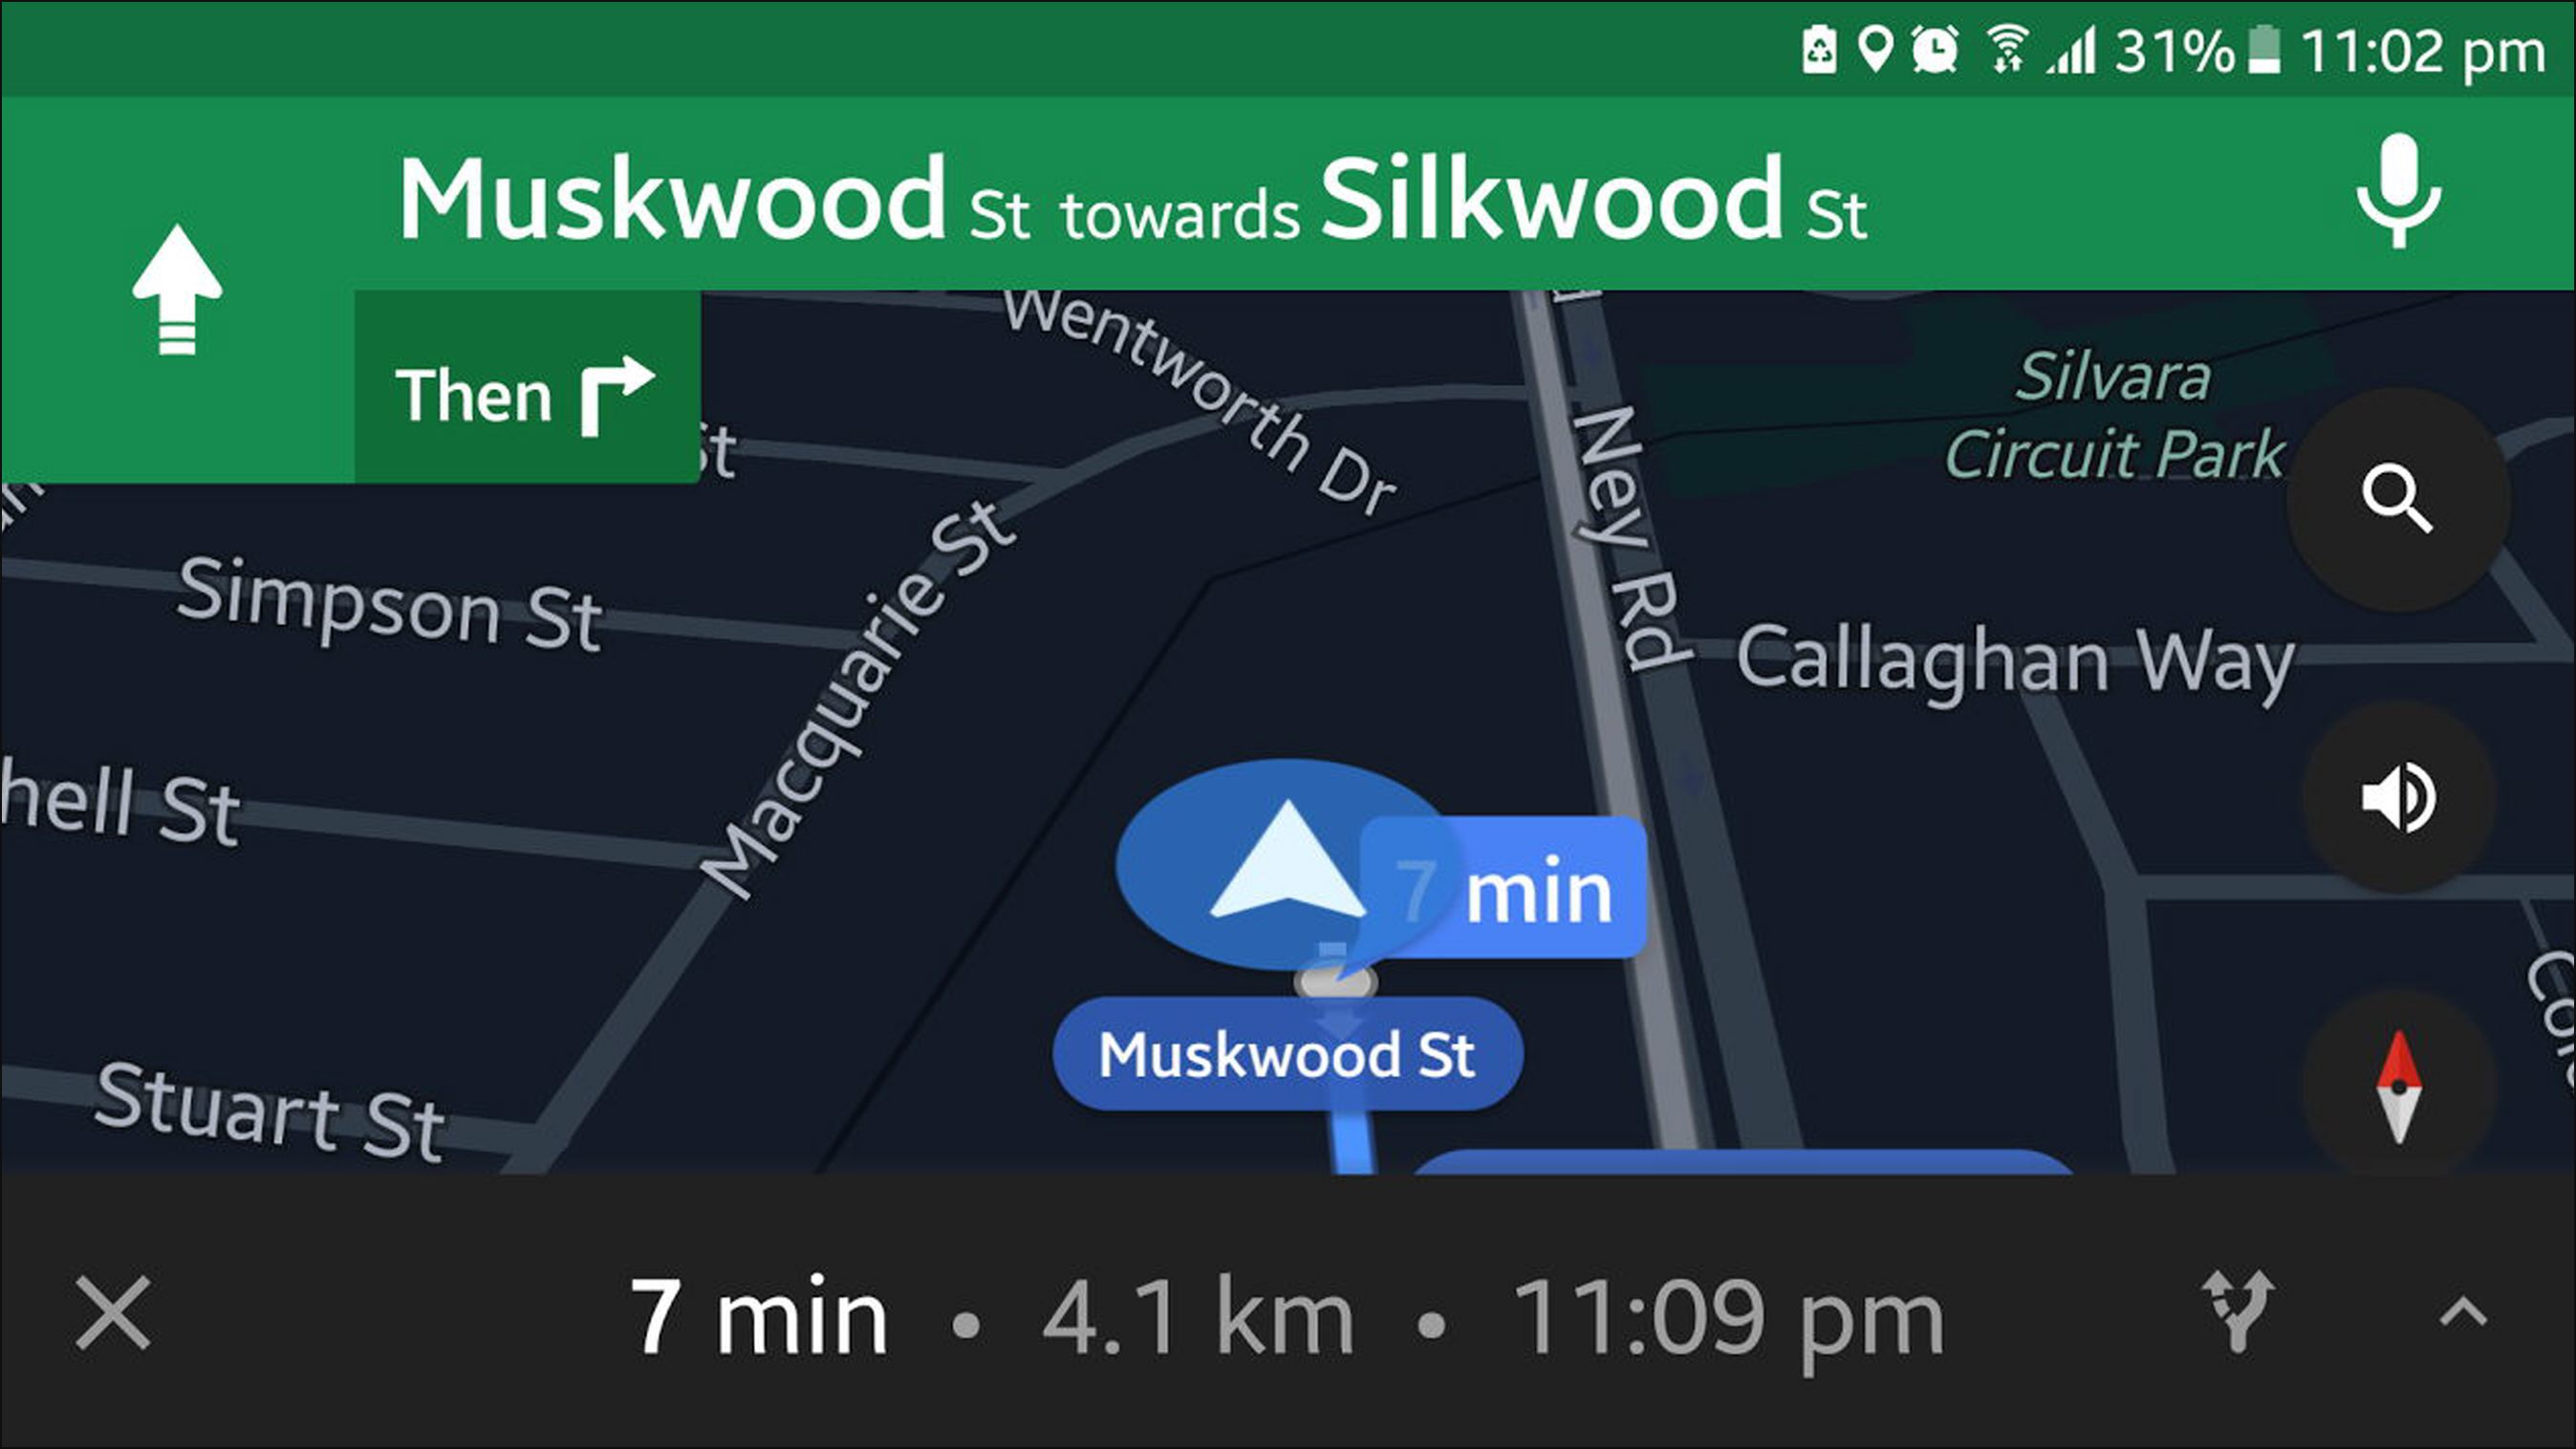 31% 11:02 pm
Muskwood St towards Silkwood St
Then
Wentworth Dr
Silvara
Circuit Park
St
Ney Rd
Simpson St
Macquarie St
Callaghan Way
hell St
7 min
Muskwood St
Stuart St
7 min • 4.1 km • 11:09 pm